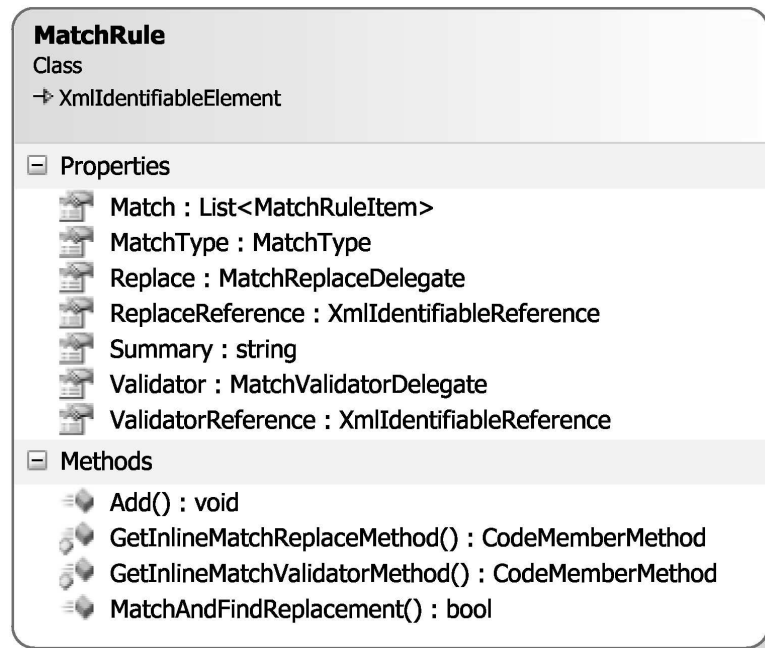 MatchRule
Class
XmlIdentifiableElement
Properties
Match : List<MatchRuleItem>
MatchType : MatchType
Replace : MatchReplaceDelegate
ReplaceReference : XmlIdentifiableReference
Summary : string
Validator : MatchValidatorDelegate
ValidatorReference : XmlIdentifiableReference
Methods
Add() : void
GetInlineMatchReplaceMethod() : CodeMemberMethod
GetInlineMatchValidatorMethod() : CodeMemberMethod
MatchAndFindReplacement() : bool